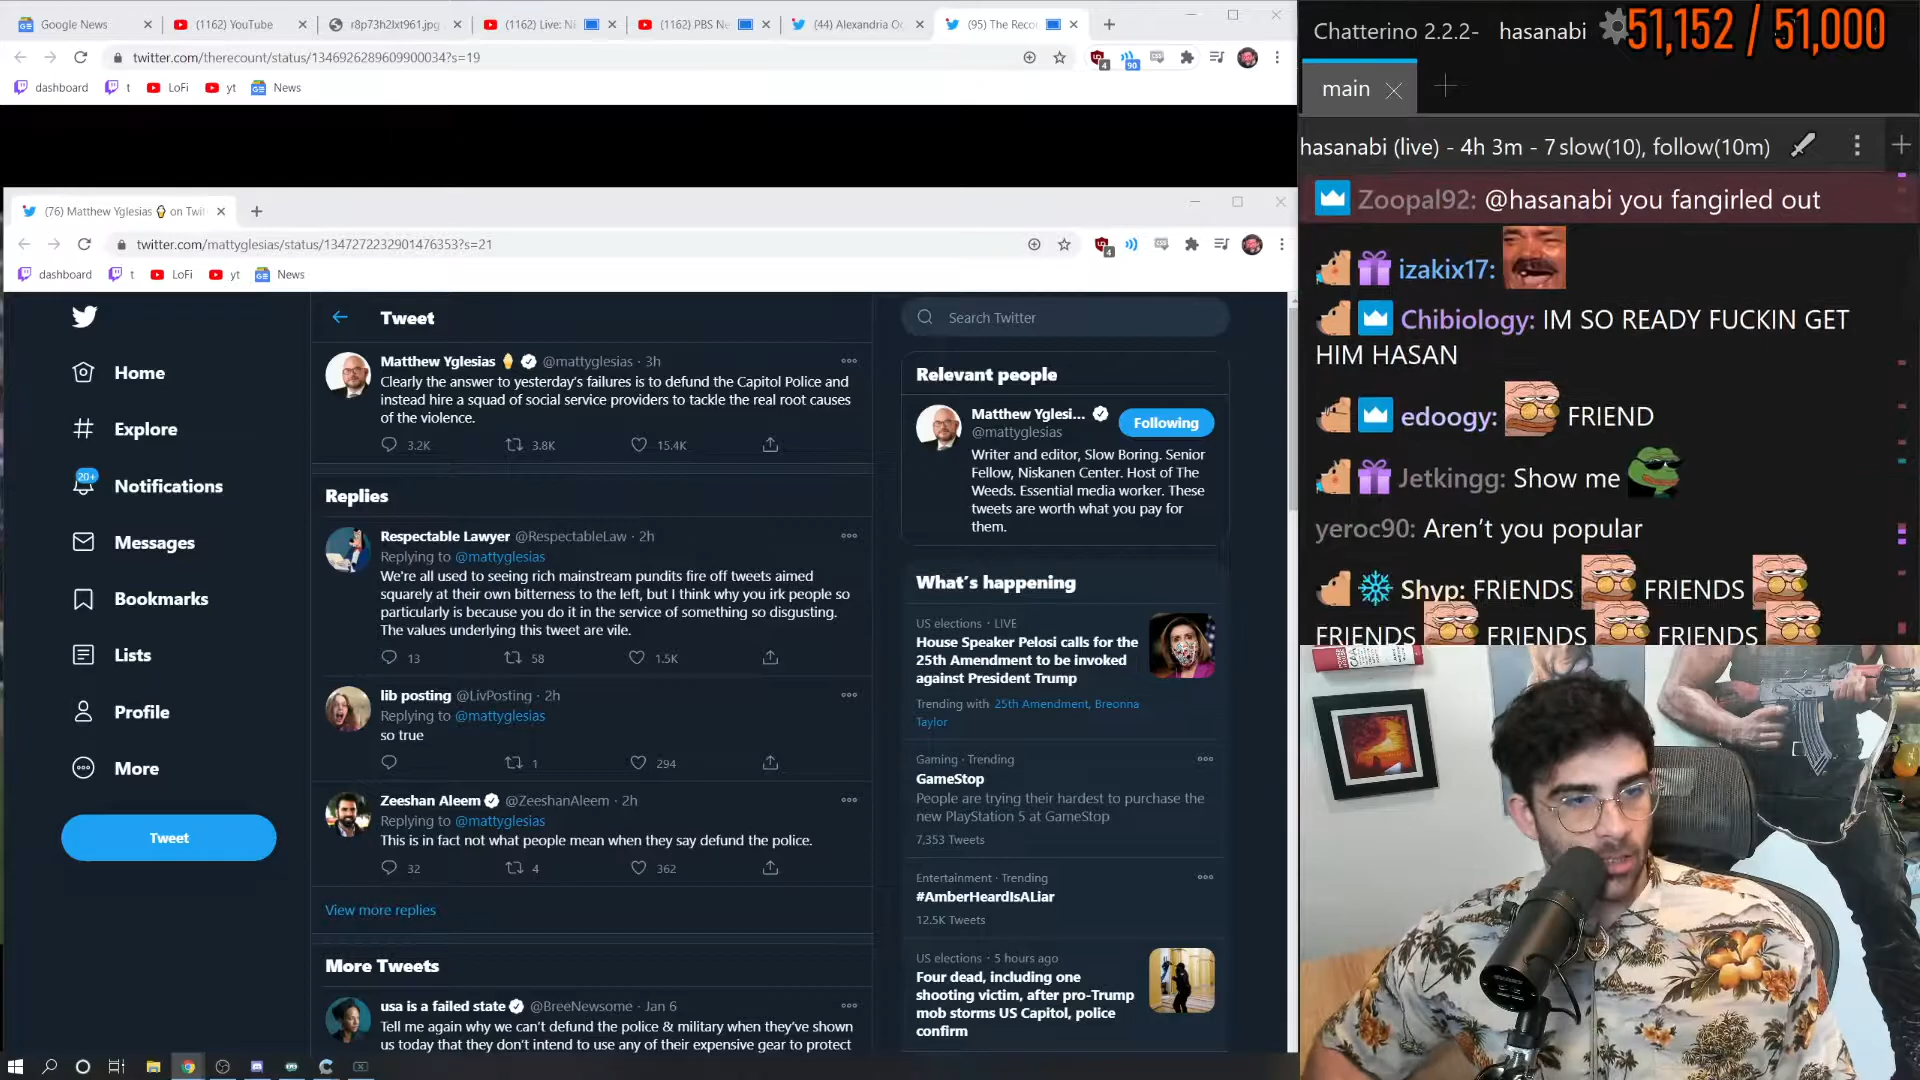 Google News
(1162) YouTube
r8p73h2lxt961.jpg
(1162) Live: Ni
(1162) PBS Ne
(44) Alexandria Oc
(95) The Recou
twitter.com/therecount/status/1346926289609900034?s=19
4
90
dashboard
t
LoFi
yt
News
(76) Matthew Yglesias on Twit
twitter.com/mattyglesias/status/1347272232901476353?s=21
4
dashboard
t
LoFi
yt
News
Home
Explore
20+
Notifications
Messages
Bookmarks
Lists
Profile
More
Tweet
Tweet
Matthew Yglesias @mattyglesias · 3h
Clearly the answer to yesterday's failures is to defund the Capitol Police and
instead hire a squad of social service providers to tackle the real root causes
of the violence.
3.2K 3.8K 15.4K
Replies
Respectable Lawyer @RespectableLaw · 2h
Replying to @mattyglesias
We're all used to seeing rich mainstream pundits fire off tweets aimed
squarely at their own bitterness to the left, but I think why you irk people so
particularly is because you do it in the service of something so disgusting.
The values underlying this tweet are vile.
13 58 1.5K
lib posting @LivPosting · 2h
Replying to @mattyglesias
so true
1 294
Zeeshan Aleem @ZeeshanAleem · 2h
Replying to @mattyglesias
This is in fact not what people mean when they say defund the police.
32 4 362
View more replies
More Tweets
usa is a failed state @BreeNewsome · Jan 6
Tell me again why we can't defund the police & military when they've shown
us today that they don't intend to use any of their expensive gear to protect
Search Twitter
Relevant people
Matthew Yglesi...
@mattyglesias
Following
Writer and editor, Slow Boring. Senior
Fellow, Niskanen Center. Host of The
Weeds. Essential media worker. These
tweets are worth what you pay for
them.
What's happening
US elections · LIVE
House Speaker Pelosi calls for the
25th Amendment to be invoked
against President Trump
Trending with 25th Amendment, Breonna
Taylor
Gaming · Trending
GameStop
People are trying their hardest to purchase the
new PlayStation 5 at GameStop
7,353 Tweets
Entertainment · Trending
#AmberHeardIsALiar
12.5K Tweets
US elections · 5 hours ago
Four dead, including one
shooting victim, after pro-Trump
mob storms US Capitol, police
confirm
Chatterino 2.2.2- hasanabi
51,152 / 51,000
main
hasanabi (live) - 4h 3m - 7 slow(10), follow(10m)
Zoopal92: @hasanabi you fangirled out
izakix17:
Chibiology: IM SO READY FUCKIN GET
HIM HASAN
edoogy: FRIEND
Jetkingg: Show me
yeroc90: Aren't you popular
Shyp: FRIENDS FRIENDS
FRIENDS FRIENDS FRIENDS